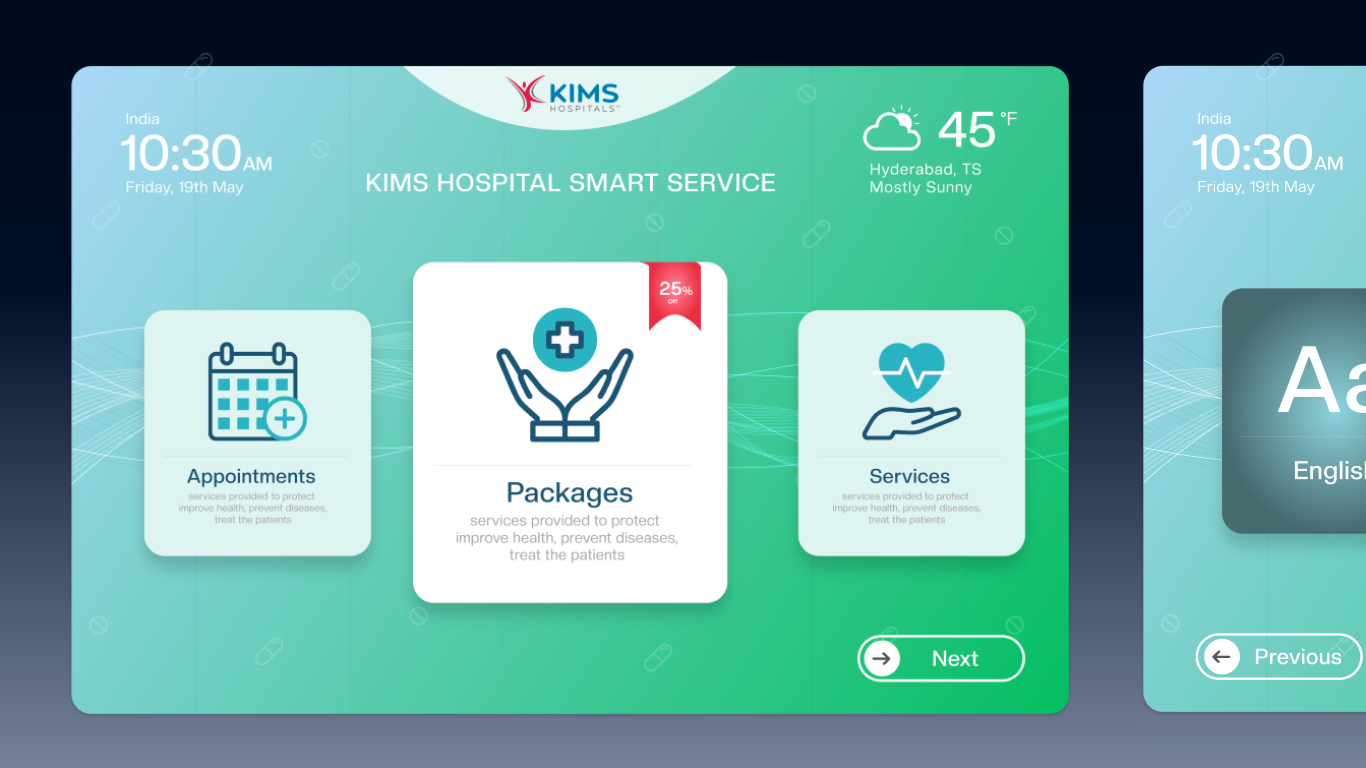 KIMS
HOSPITALS™
India
10:30AM
Friday, 19th May
45 °F
Hyderabad, TS
Mostly Sunny
KIMS HOSPITAL SMART SERVICE
Appointments
services provided to protect
improve health, prevent diseases,
treat the patients
25%
Off
Packages
services provided to protect
improve health, prevent diseases,
treat the patients
Services
services provided to protect
improve health, prevent diseases,
treat the patients
Next
India
10:30AM
Friday, 19th May
Aa
English
Previous